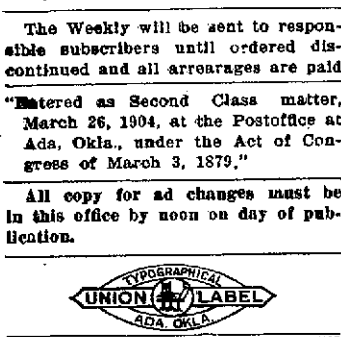 The Weekly will be sent to respon-
sible subscribers until ordered dis-
continued and all arrearages are paid
"Entered as Second Class matter,
March 26, 1904, at the Postoffice at
Ada, Okla., under the Act of Con-
gress of March 3, 1879."
All copy for ad changes must be
in this office by noon on day of pub-
lication.
TYPOGRAPHICAL
UNION LABEL
ADA, OKLA.